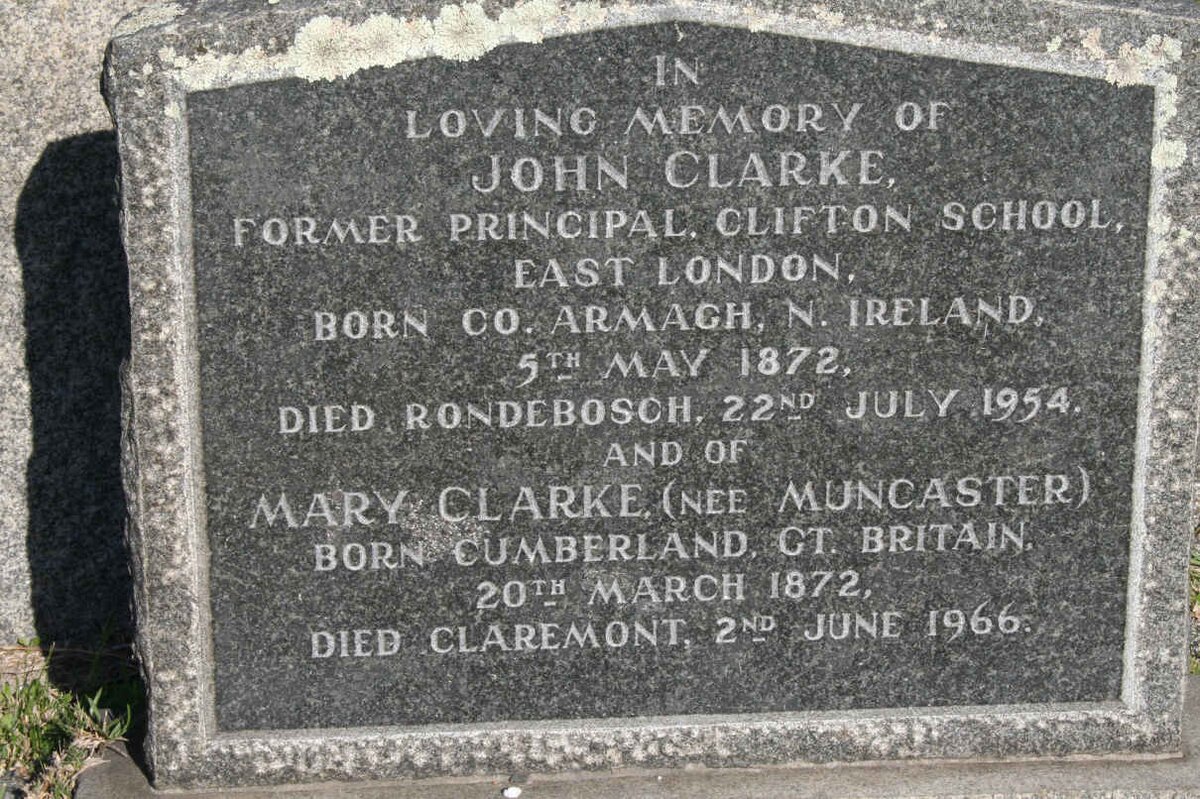 IN
LOVING MEMORY OF
JOHN CLARKE,
FORMER PRINCIPAL, CLIFTON SCHOOL,
EAST LONDON,
BORN CO. ARMAGH, N. IRELAND,
5TH MAY 1872,
DIED RONDEBOSCH, 22ND JULY 1954.
AND OF
MARY CLARKE, (NEE MUNCASTER)
BORN CUMBERLAND, GT. BRITAIN,
20TH MARCH 1872,
DIED CLAREMONT, 2ND JUNE 1966.